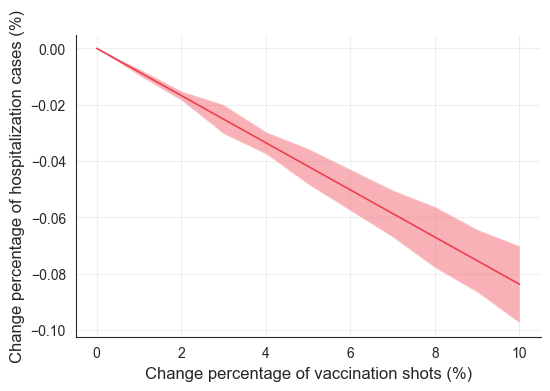 Change percentage of hospitalization cases (%)
0.00
−0.02
−0.04
−0.06
−0.08
−0.10
0 2 4 6 8 10
Change percentage of vaccination shots (%)